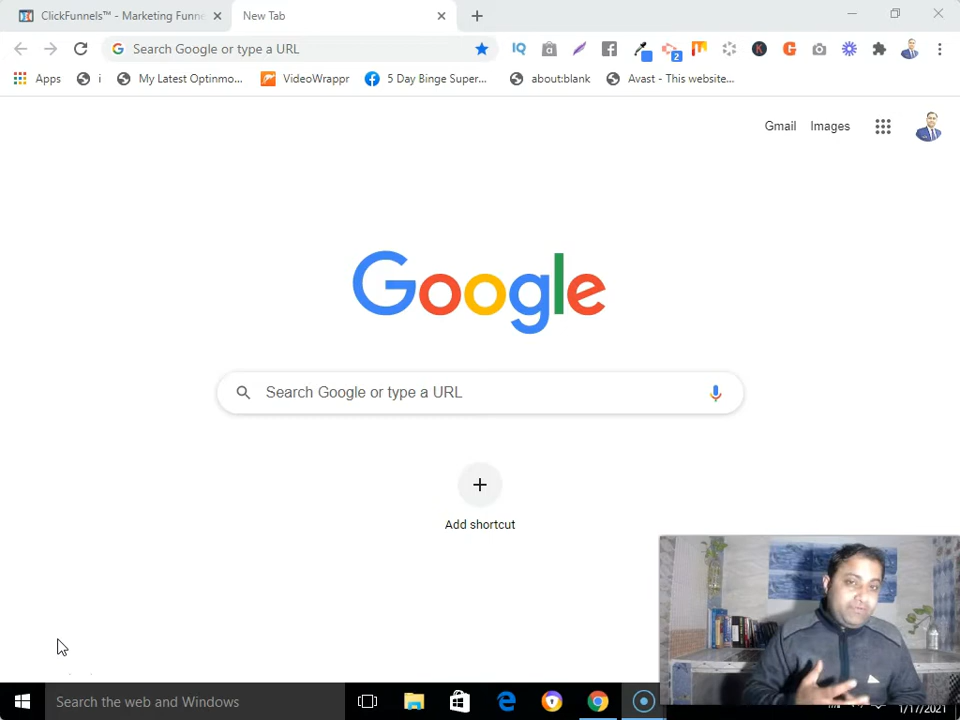 ClickFunnels™ - Marketing Funne
New Tab
Search Google or type a URL
IQ
2
K
G
Apps
i
My Latest Optinmo...
VideoWrappr
5 Day Binge Super...
about:blank
Avast - This website...
Gmail
Images
Google
Search Google or type a URL
Add shortcut
Search the web and Windows
1/17/2021